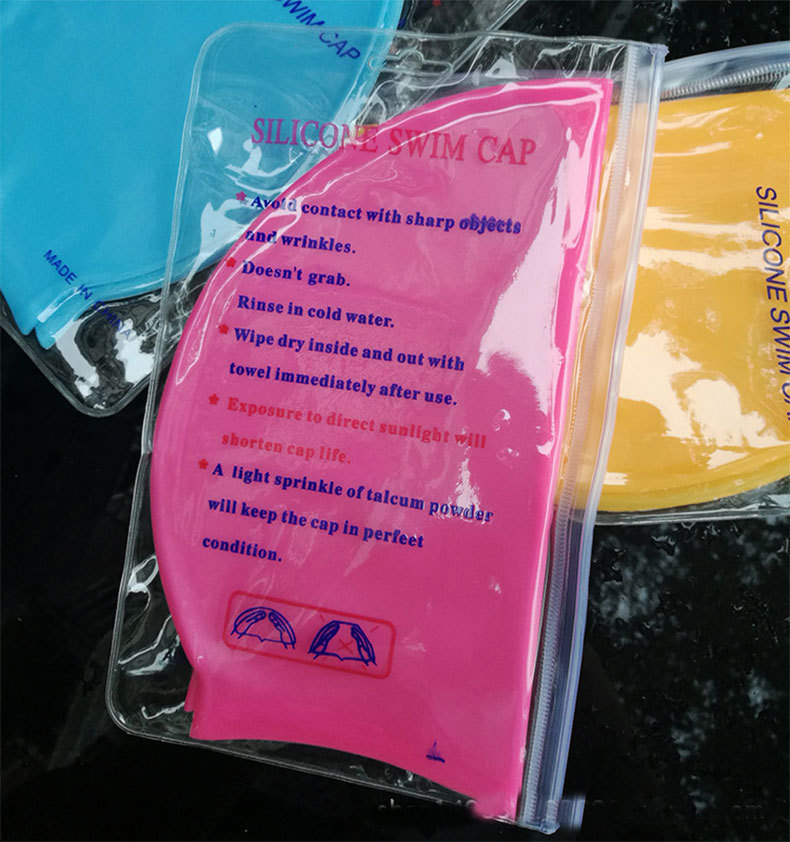 SWIM CAP
MADE IN CHINA
SILICONE SWIM CAP
Avoid contact with sharp objects
and wrinkles.
Doesn't grab.
Rinse in cold water.
Wipe dry inside and out with
towel immediately after use.
Exposure to direct sunlight will
shorten cap life.
A light sprinkle of talcum powder
will keep the cap in perfect
condition.
SILICONE SWIM